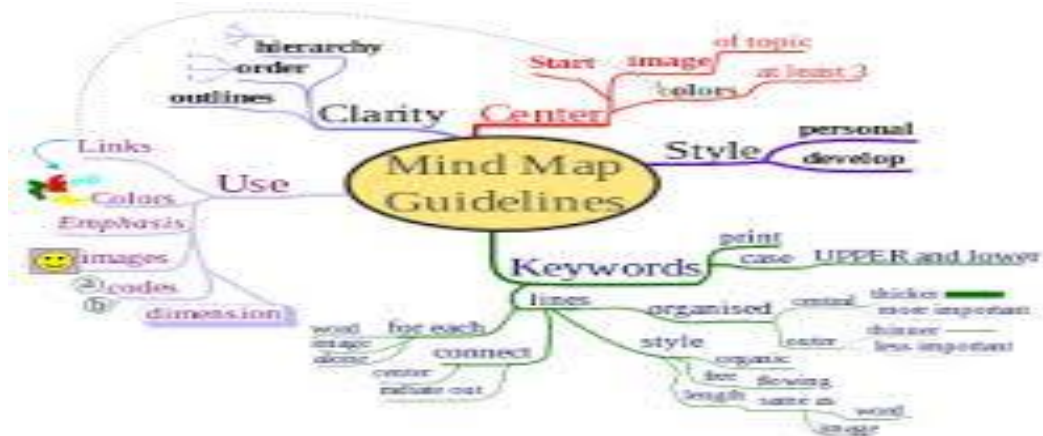 Mind Map
Guidelines
Center
Start
image
of topic
colors
at least 3
Style
personal
develop
Keywords
print
case
UPPER and lower
lines
organised
central
thicker
more important
outer
thinner
less important
style
organic
free
flowing
length
same as
word
image
connect
center
radiate out
for each
word
image
alone
Use
Links
Colors
Emphasis
images
a
b
codes
dimension
Clarity
hierarchy
order
outlines